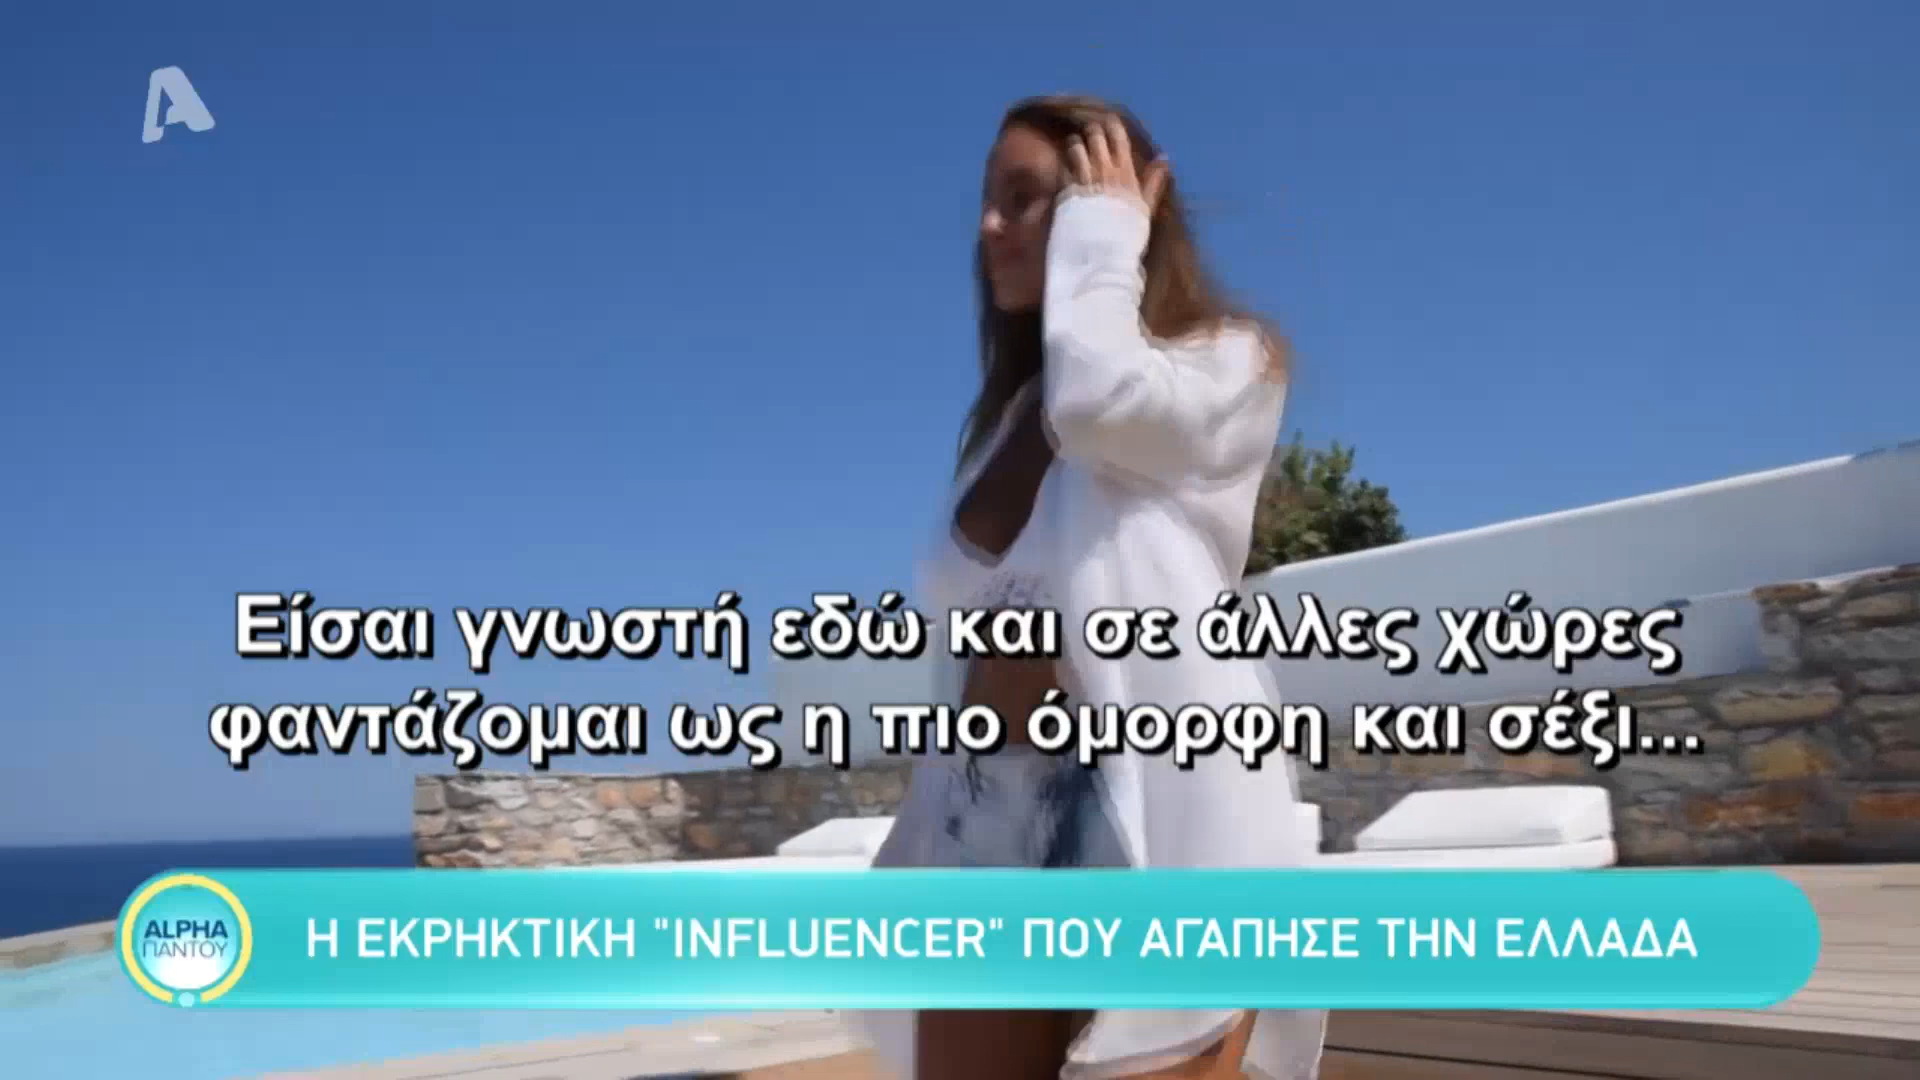 Είσαι γνωστή εδώ και σε άλλες χώρες
φαντάζομαι ως η πιο όμορφη και σέξι...
ALPHA
ΠΑΝΤΟΥ
Η ΕΚΡΗΚΤΙΚΗ "INFLUENCER" ΠΟΥ ΑΓΑΠΗΣΕ ΤΗΝ ΕΛΛΑΔΑ